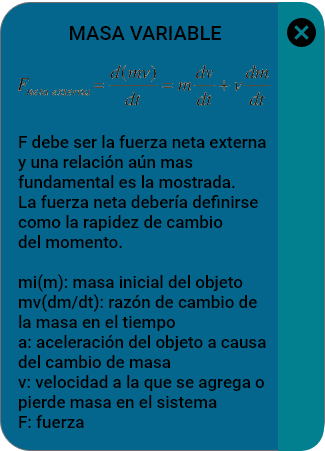 MASA VARIABLE
F_{neta externa} = d(mv)/dt = m dv/dt + v dm/dt
F debe ser la fuerza neta externa
y una relación aún mas
fundamental es la mostrada.
La fuerza neta debería definirse
como la rapidez de cambio
del momento.
mi(m): masa inicial del objeto
mv(dm/dt): razón de cambio de
la masa en el tiempo
a: aceleración del objeto a causa
del cambio de masa
v: velocidad a la que se agrega o
pierde masa en el sistema
F: fuerza